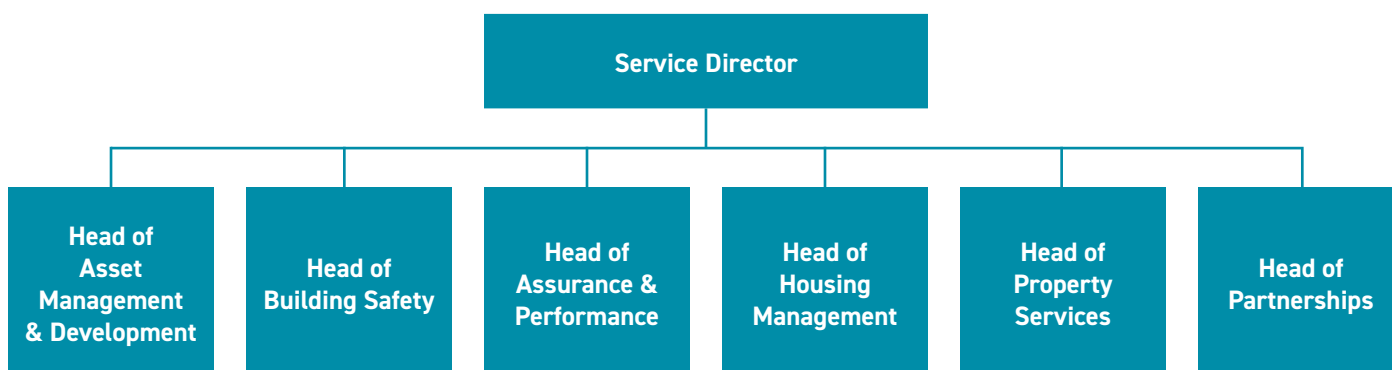 Service Director
Head of
Asset
Management
& Development
Head of
Building Safety
Head of
Assurance &
Performance
Head of
Housing
Management
Head of
Property
Services
Head of
Partnerships